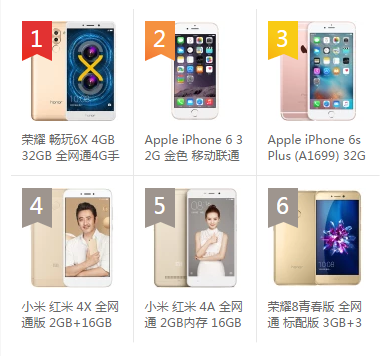 1
荣耀 畅玩6X 4GB
32GB 全网通4G手
2
Apple iPhone 6 3
2G 金色 移动联通
3
Apple iPhone 6s
Plus (A1699) 32G
4
小米 红米 4X 全网
通版 2GB+16GB
5
小米 红米 4A 全网
通 2GB内存 16GB
6
荣耀8青春版 全网
通 标配版 3GB+3
honor